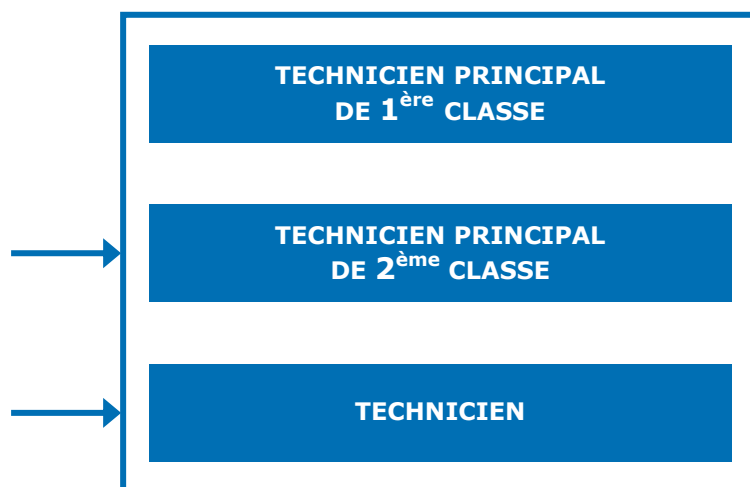 TECHNICIEN PRINCIPAL
DE 1ère CLASSE
TECHNICIEN PRINCIPAL
DE 2ème CLASSE
TECHNICIEN